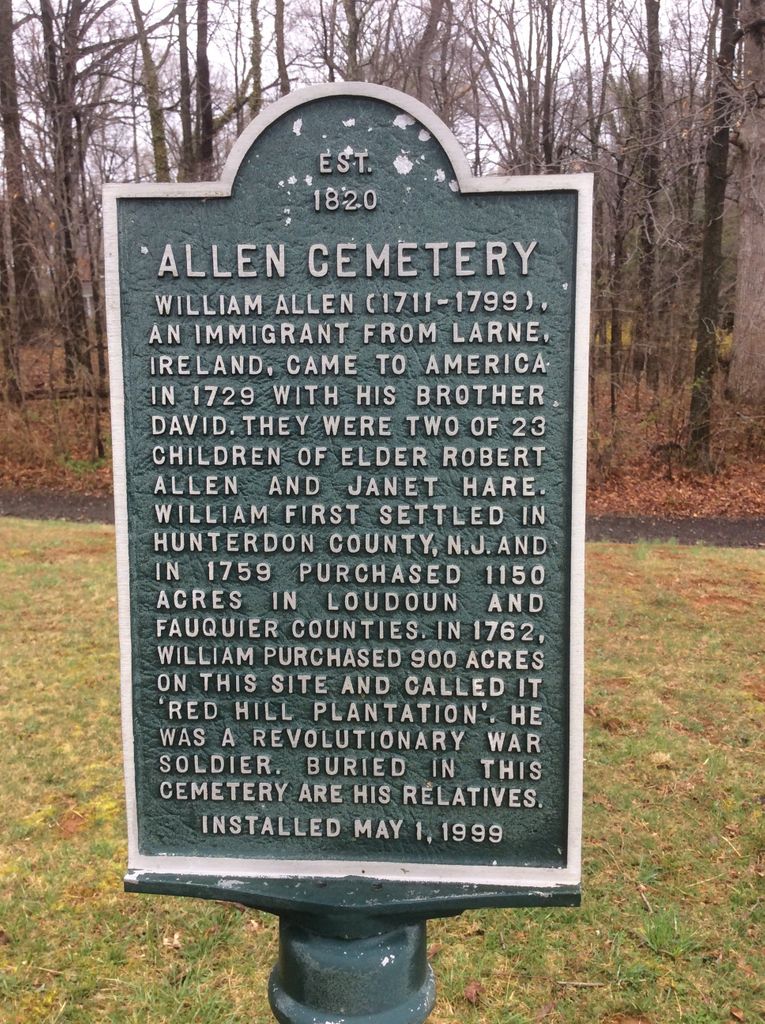 EST.
1820
ALLEN CEMETERY
WILLIAM ALLEN (1711-1799),
AN IMMIGRANT FROM LARNE,
IRELAND, CAME TO AMERICA
IN 1729 WITH HIS BROTHER
DAVID. THEY WERE TWO OF 23
CHILDREN OF ELDER ROBERT
ALLEN AND JANET HARE.
WILLIAM FIRST SETTLED IN
HUNTERDON COUNTY, N.J. AND
IN 1759 PURCHASED 1150
ACRES IN LOUDOUN AND
FAUQUIER COUNTIES. IN 1762,
WILLIAM PURCHASED 900 ACRES
ON THIS SITE AND CALLED IT
'RED HILL PLANTATION'. HE
WAS A REVOLUTIONARY WAR
SOLDIER. BURIED IN THIS
CEMETERY ARE HIS RELATIVES.
INSTALLED MAY 1, 1999